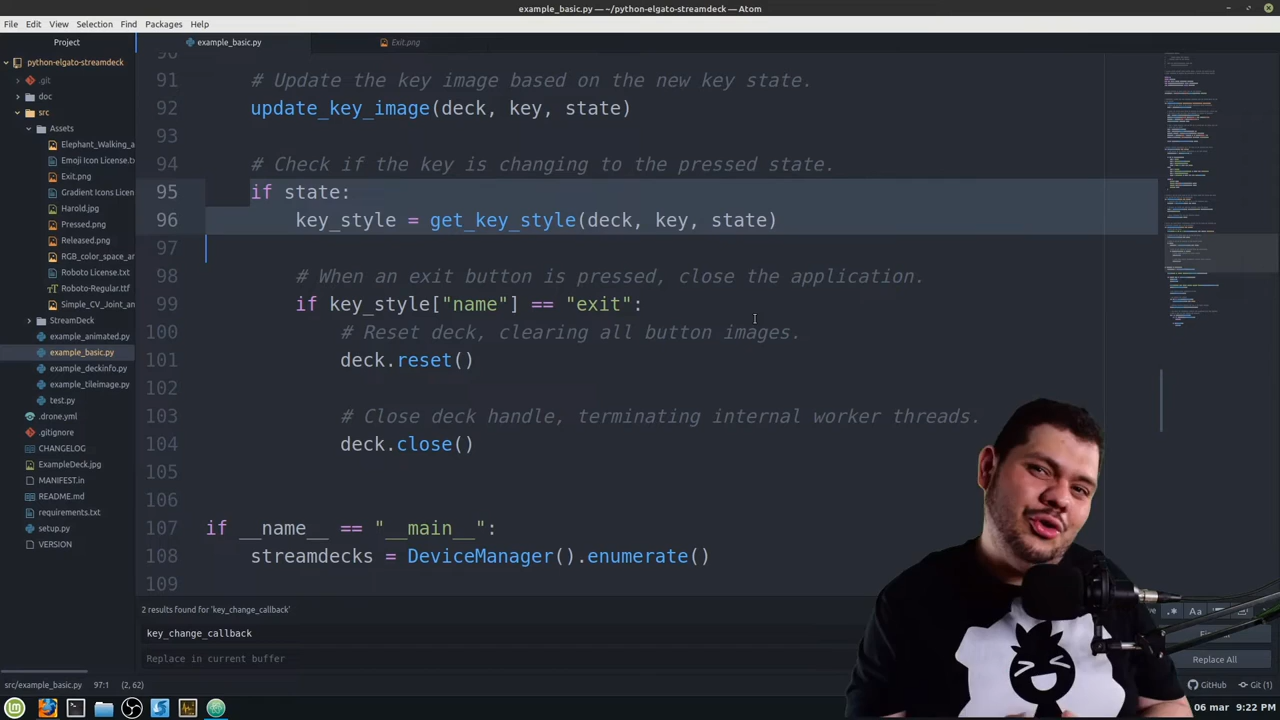 example_basic.py — ~/python-elgato-streamdeck — Atom
File Edit View Selection Find Packages Help
Project
example_basic.py
Exit.png
python-elgato-streamdeck
.git
doc
src
Assets
Elephant_Walking_a
Emoji Icon License.t
Exit.png
Gradient Icons Licen
Harold.jpg
Pressed.png
Released.png
RGB_color_space_a
Roboto License.txt
Roboto-Regular.ttf
Simple_CV_Joint_an
StreamDeck
example_animated.py
example_basic.py
example_deckinfo.py
example_tileimage.py
test.py
.drone.yml
.gitignore
CHANGELOG
ExampleDeck.jpg
MANIFEST.in
README.md
requirements.txt
setup.py
VERSION
90
91 # Update the key image based on the new key state.
92 update_key_image(deck, key, state)
93
94 # Check if the key is changing to the pressed state.
95 if state:
96 key_style = get_key_style(deck, key, state)
97
98 # When an exit button is pressed, close the application.
99 if key_style["name"] == "exit":
100 # Reset deck, clearing all button images.
101 deck.reset()
102
103 # Close deck handle, terminating internal worker threads.
104 deck.close()
105
106
107 if __name__ == "__main__":
108 streamdecks = DeviceManager().enumerate()
109
2 results found for 'key_change_callback'
.* Aa
key_change_callback
Replace in current buffer
Replace All
src/example_basic.py 97:1 (2, 62)
GitHub Git (1)
06 mar 9:22 PM